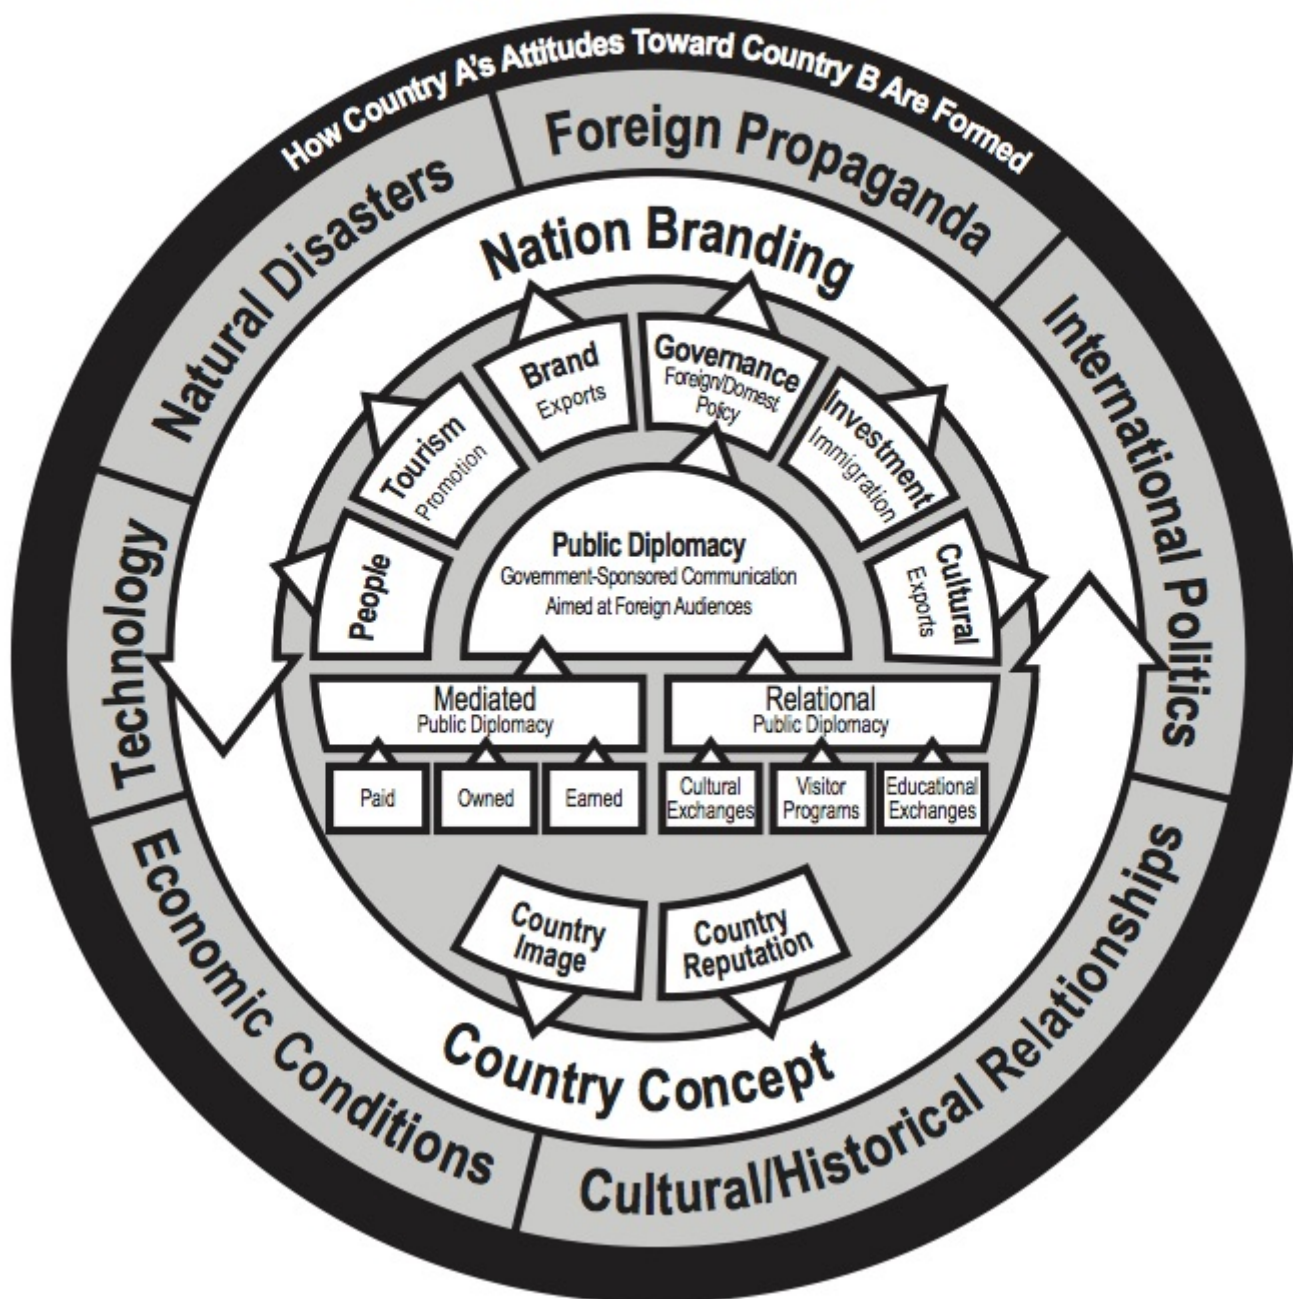 How Country A's Attitudes Toward Country B Are Formed
Foreign Propaganda
Natural Disasters
International Politics
Technology
Economic Conditions
Cultural/Historical Relationships
Nation Branding
People
Tourism
Promotion
Brand
Exports
Governance
Foreign/Domest.
Policy
Investment
Immigration
Cultural
Exports
Public Diplomacy
Government-Sponsored Communication
Aimed at Foreign Audiences
Mediated
Public Diplomacy
Relational
Public Diplomacy
Paid
Owned
Earned
Cultural
Exchanges
Visitor
Programs
Educational
Exchanges
Country
Image
Country
Reputation
Country Concept